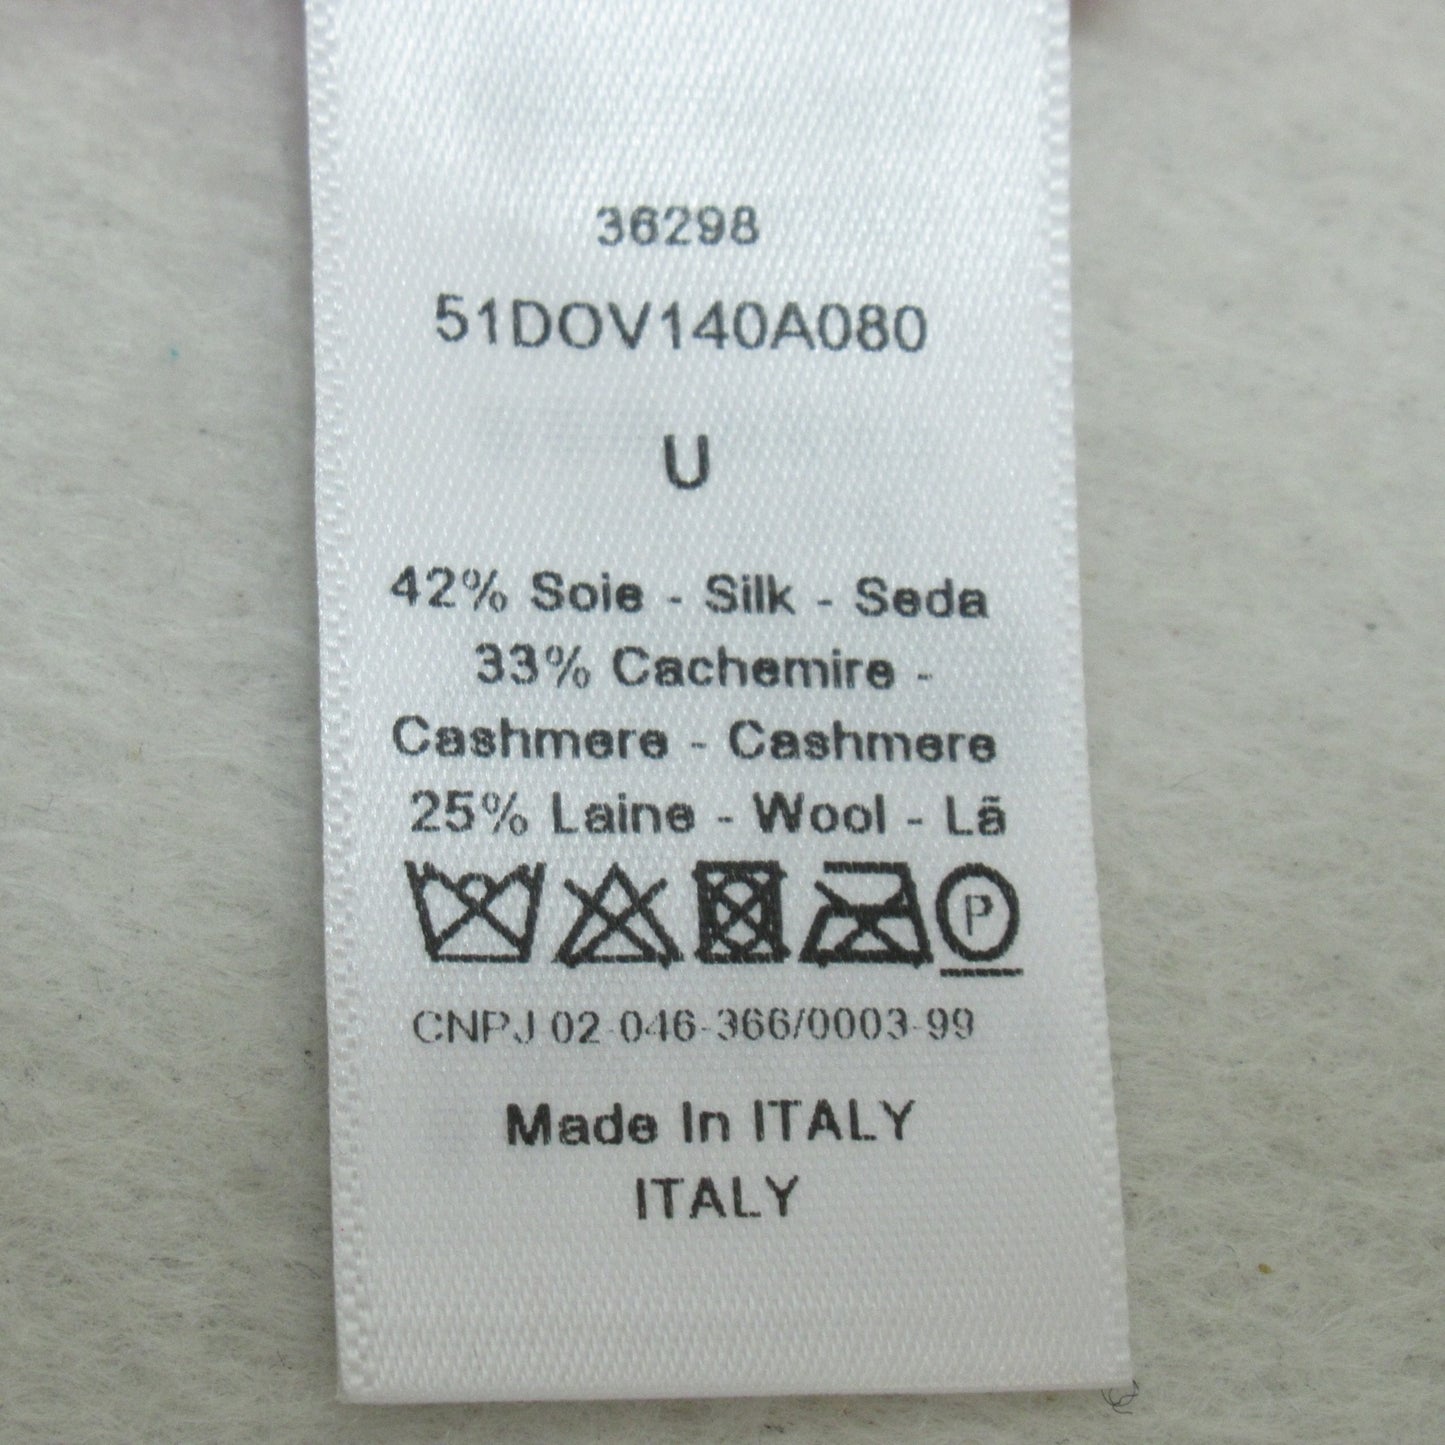 36298
51DOV140A080
U
42% Soie - Silk - Seda
33% Cachemire -
Cashmere - Cashmere
25% Laine - Wool - Lã
P
CNPJ 02-046-366/0003-99
Made In ITALY
ITALY